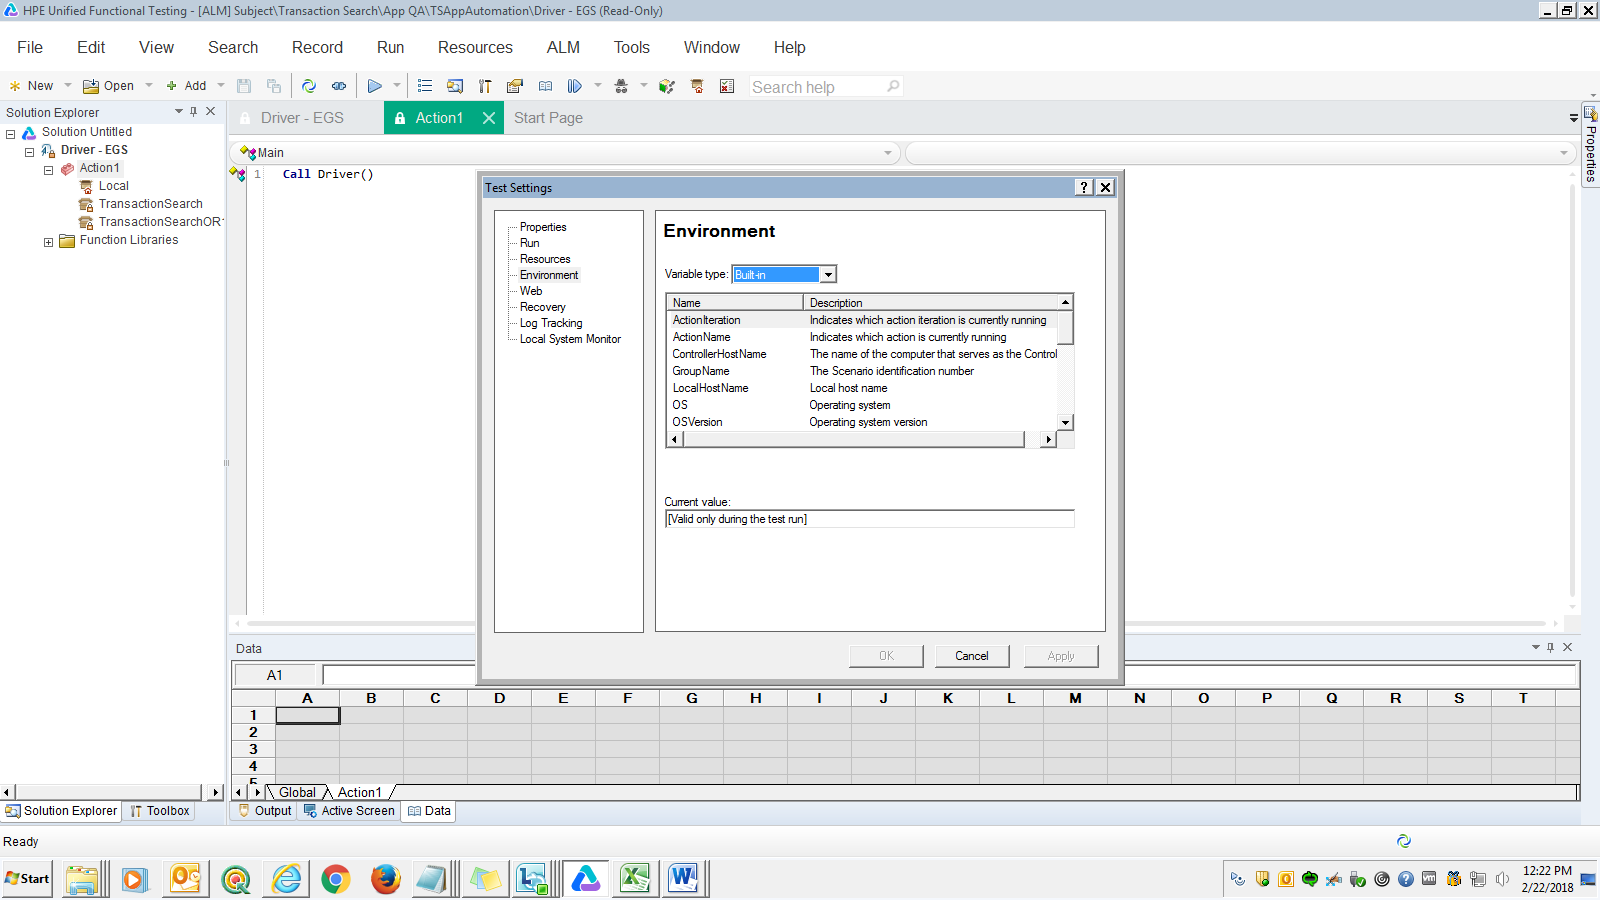 HPE Unified Functional Testing - [ALM] Subject\Transaction Search\App QA\TSAppAutomation\Driver - EGS (Read-Only)
File Edit View Search Record Run Resources ALM Tools Window Help
New Open Add Search help
Solution Explorer
Solution Untitled
Driver - EGS
Action1
Local
TransactionSearch
TransactionSearchOR
Function Libraries
Driver - EGS Action1 Start Page
Main
1 Call Driver()
Properties
Test Settings
Properties
Run
Resources
Environment
Web
Recovery
Log Tracking
Local System Monitor
Environment
Variable type: Built-in
Name Description
ActionIteration Indicates which action iteration is currently running
ActionName Indicates which action is currently running
ControllerHostName The name of the computer that serves as the Control
GroupName The Scenario identification number
LocalHostName Local host name
OS Operating system
OSVersion Operating system version
Current value:
[Valid only during the test run]
OK Cancel Apply
Data
A1
A B C D E F G H I J K L M N O P Q R S T
1
2
3
4
5
Global Action1
Solution Explorer Toolbox Output Active Screen Data
Ready
Start
12:22 PM
2/22/2018